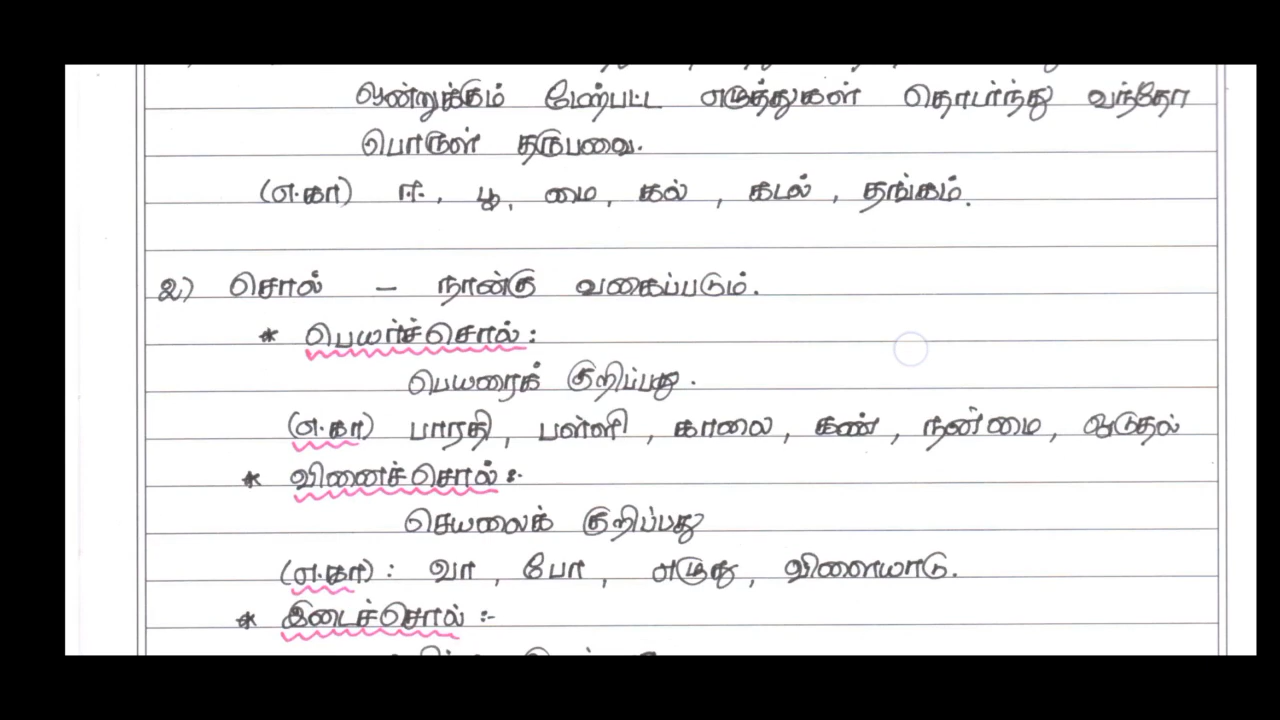 ஒன்றுக்கும் மேற்பட்ட எழுத்துகள் தொடர்ந்து வந்தோ
பொருள் தருபவை.
(எ.கா) ஈ, பூ, மை, கல், கடல், தங்கம்.
2) சொல் – நான்கு வகைப்படும்.
* பெயர்ச்சொல்:
பெயரைக் குறிப்பது.
(எ.கா) பாரதி, பள்ளி, காலை, கண், நன்மை, ஆடுதல்
* வினைச்சொல்:-
செயலைக் குறிப்பது
(எ.கா): வா, போ, எழுது, விளையாடு.
* இடைச்சொல்:-